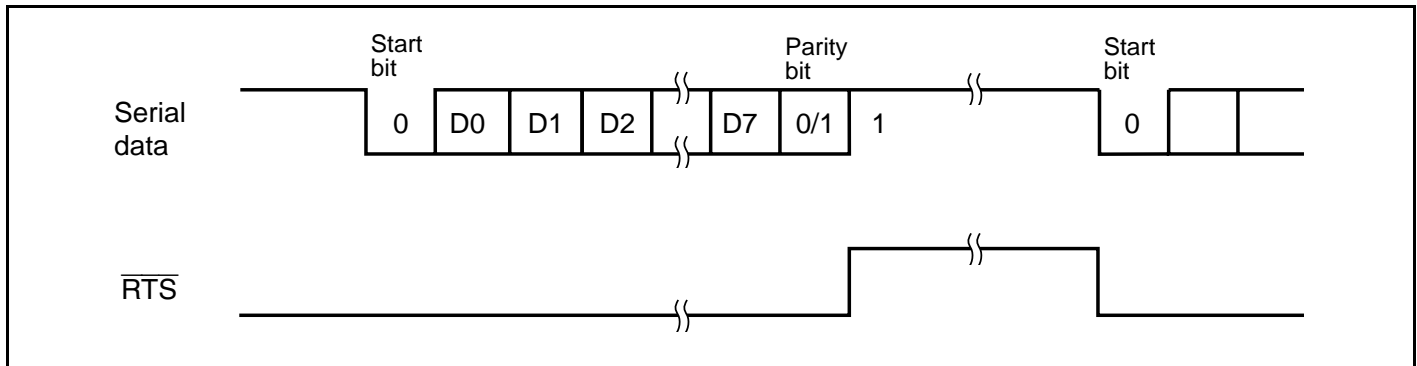 Start
bit
Parity
bit
Start
bit
Serial
data
0 D0 D1 D2 D7 0/1 1 0
RTS